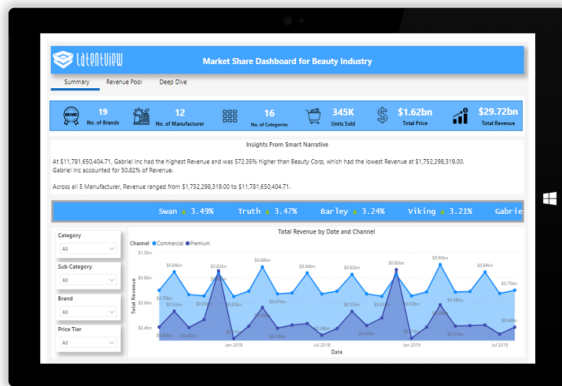 LatentView
Market Share Dashboard for Beauty Industry
Summary Revenue Pool Deep Dive
BRAND
19 12 16 345K $1.62bn $29.72bn
No. of Brands No. of Manufacturer No. of Categories Units Sold Total Price Total Revenue
Insights From Smart Narrative
At $11,781,650,404.71, Gabriel Inc had the highest Revenue and was 572.35% higher than Beauty Corp, which had the lowest Revenue at $1,752,298,319.00.
Gabriel Inc accounted for 50.82% of Revenue.
Across all 5 Manufacturer, Revenue ranged from $1,752,298,319.00 to $11,781,650,404.71.
Swan 3.49% Truth 3.47% Barley 3.24% Viking 3.21% Gabrie
Category
All
Sub Category
All
Brand
All
Price Tier
All
Total Revenue by Date and Channel
Channel Commercial Premium
Total Revenue
Jan 2018 Jul 2018 Jan 2019 Jul 2019
Date